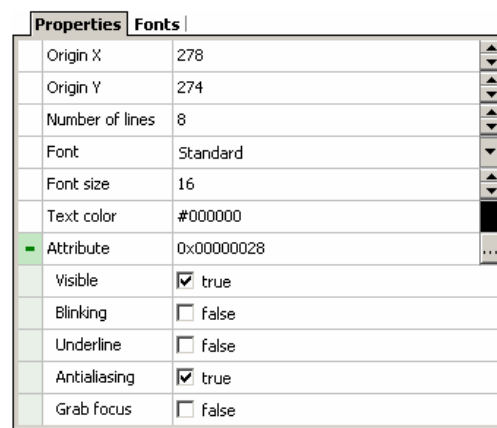 Properties Fonts
Origin X 278
Origin Y 274
Number of lines 8
Font Standard
Font size 16
Text color #000000
Attribute 0x00000028 ...
Visible true
Blinking false
Underline false
Antialiasing true
Grab focus false